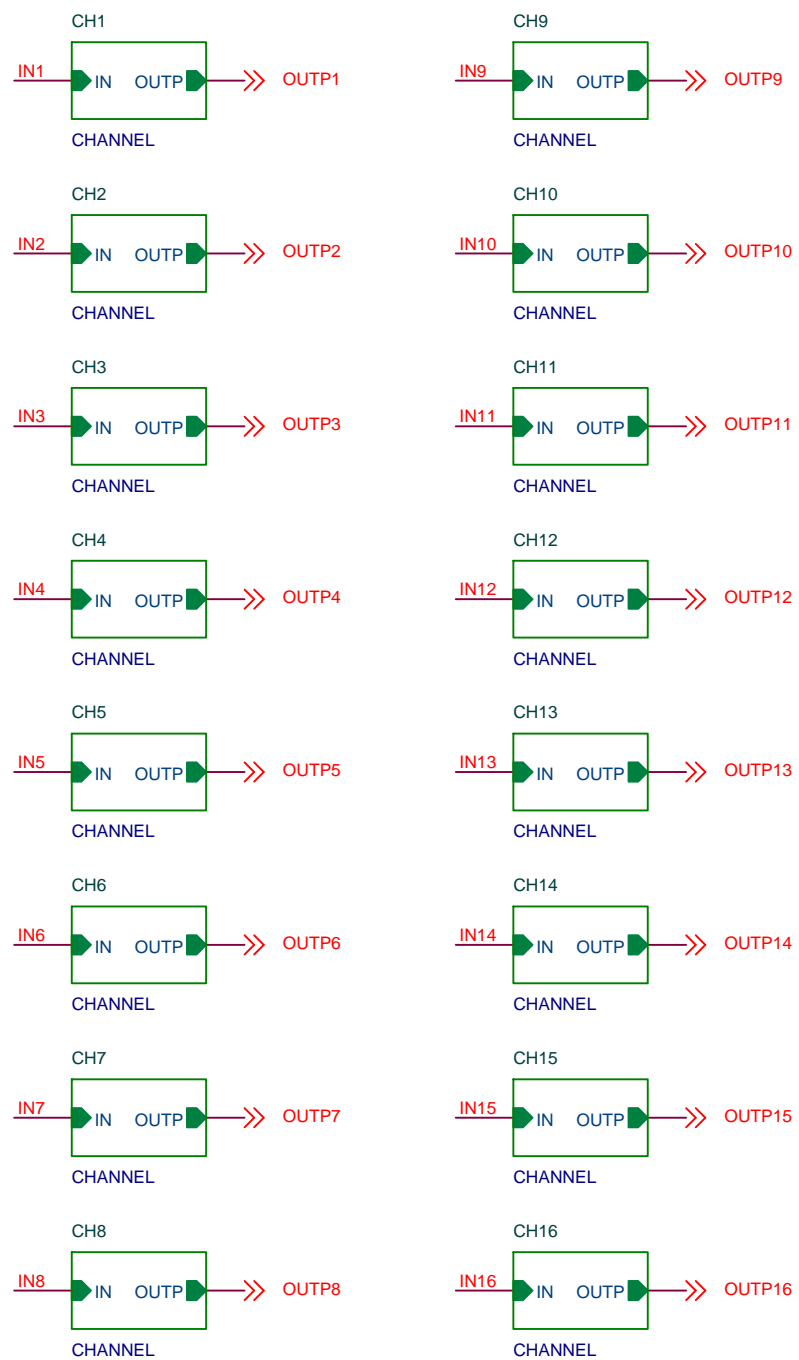 CH1
IN1 IN OUTP OUTP1
CHANNEL
CH2
IN2 IN OUTP OUTP2
CHANNEL
CH3
IN3 IN OUTP OUTP3
CHANNEL
CH4
IN4 IN OUTP OUTP4
CHANNEL
CH5
IN5 IN OUTP OUTP5
CHANNEL
CH6
IN6 IN OUTP OUTP6
CHANNEL
CH7
IN7 IN OUTP OUTP7
CHANNEL
CH8
IN8 IN OUTP OUTP8
CHANNEL
CH9
IN9 IN OUTP OUTP9
CHANNEL
CH10
IN10 IN OUTP OUTP10
CHANNEL
CH11
IN11 IN OUTP OUTP11
CHANNEL
CH12
IN12 IN OUTP OUTP12
CHANNEL
CH13
IN13 IN OUTP OUTP13
CHANNEL
CH14
IN14 IN OUTP OUTP14
CHANNEL
CH15
IN15 IN OUTP OUTP15
CHANNEL
CH16
IN16 IN OUTP OUTP16
CHANNEL